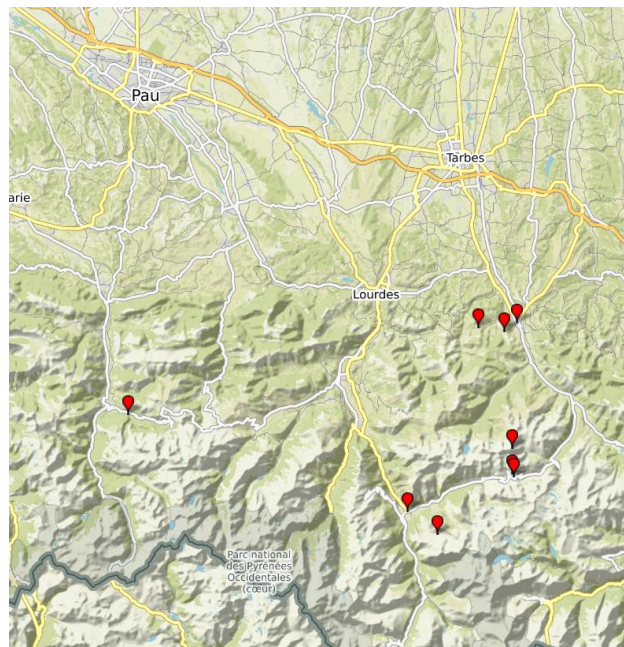 Pau
Tarbes
arie
Lourdes
Parc national
des Pyrénées
Occidentales
(cœur)